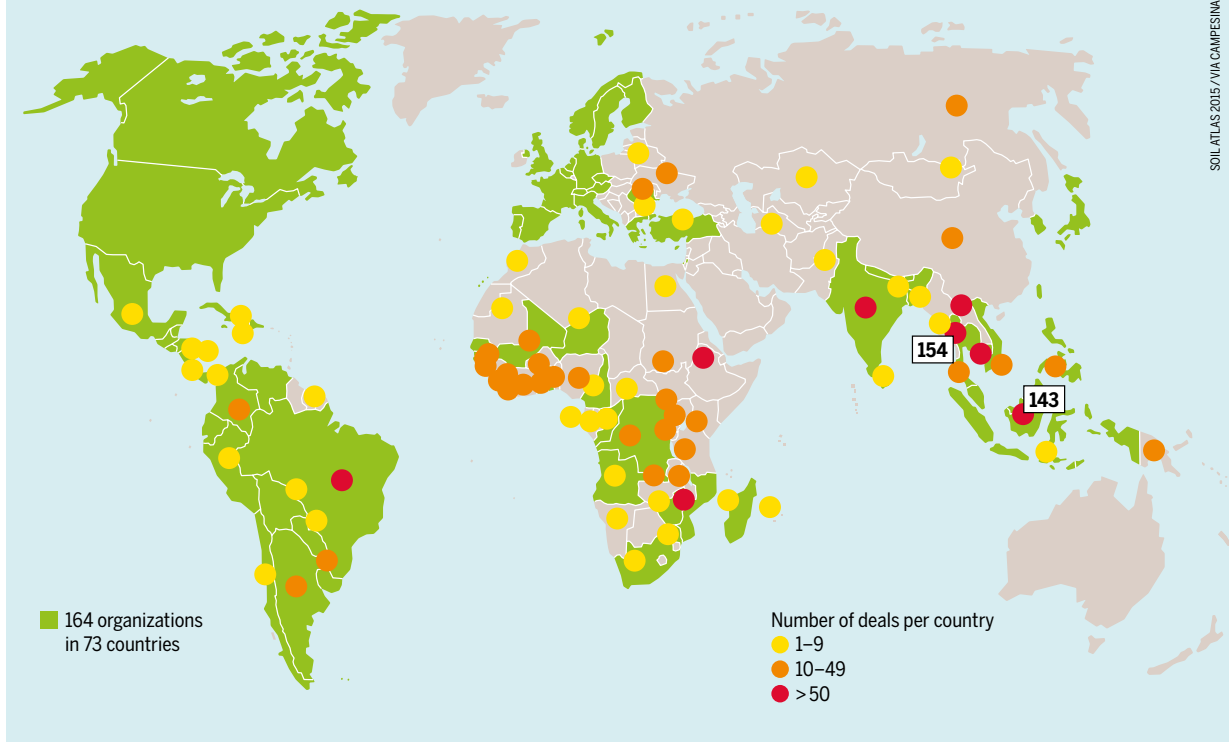 SOIL ATLAS 2015 / VIA CAMPESINA
154
143
164 organizations
in 73 countries
Number of deals per country
1–9
10–49
> 50